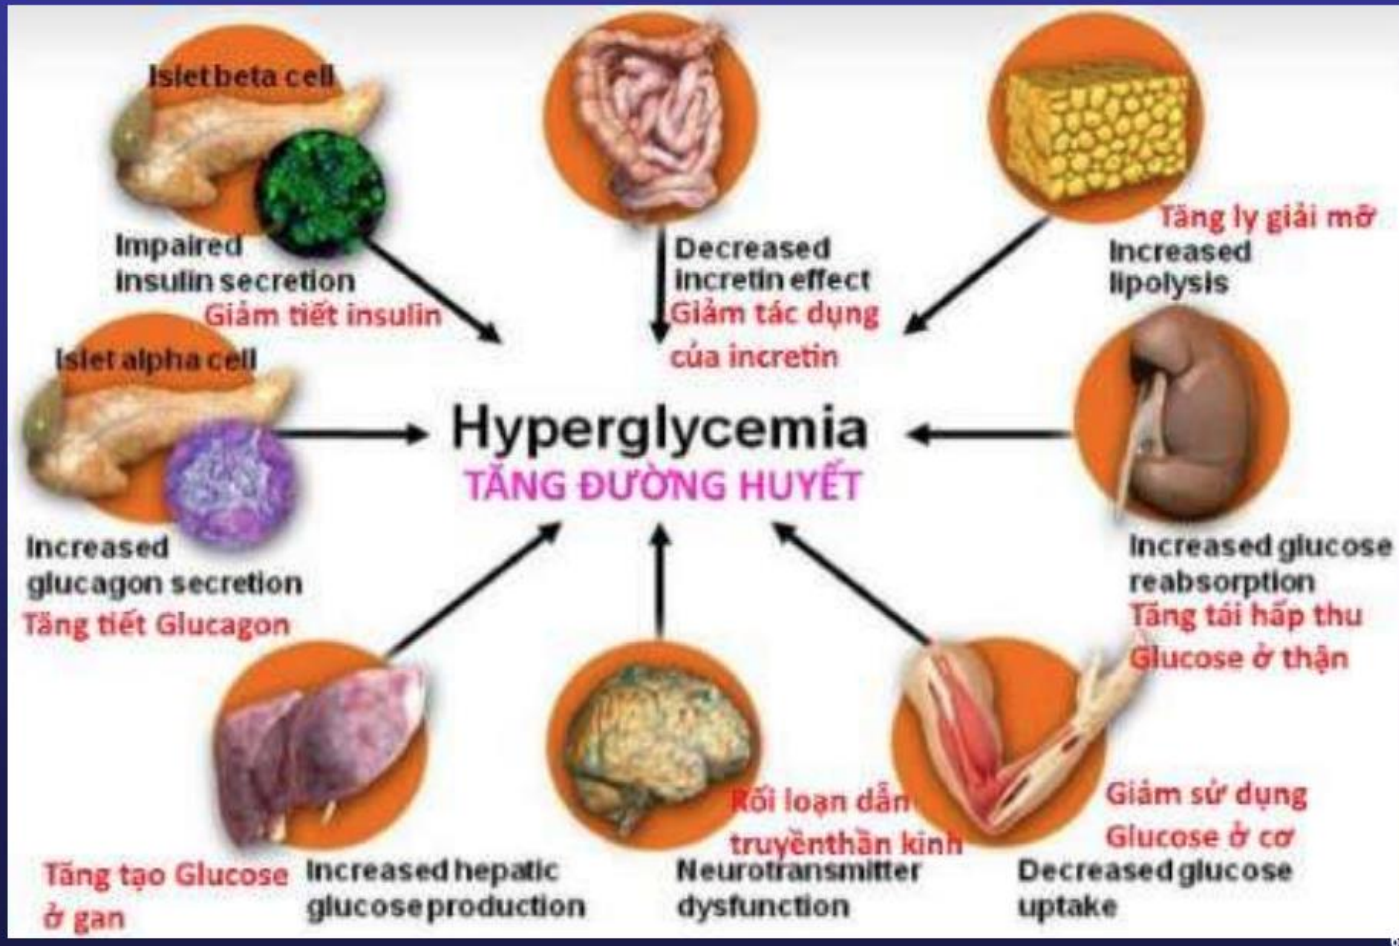 Islet beta cell
Impaired
Insulin secretion
Giảm tiết insulin
Decreased
Incretin effect
Giảm tác dụng
của incretin
Tăng ly giải mỡ
Increased
lipolysis
Islet alpha cell
Increased
glucagon secretion
Tăng tiết Glucagon
Hyperglycemia
TĂNG ĐƯỜNG HUYẾT
Increased glucose
reabsorption
Tăng tái hấp thu
Glucose ở thận
Tăng tạo Glucose
ở gan
Increased hepatic
glucose production
Rối loạn dẫn
truyềnthần kinh
Neurotransmitter
dysfunction
Giảm sử dụng
Glucose ở cơ
Decreased glucose
uptake